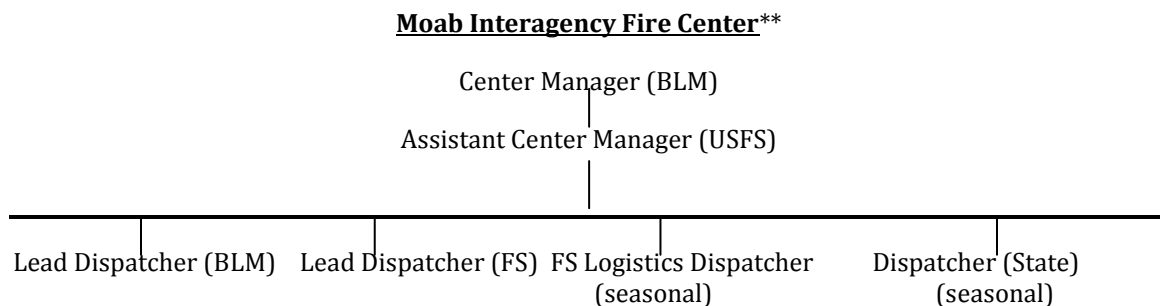 Moab Interagency Fire Center**
Center Manager (BLM)
Assistant Center Manager (USFS)
Lead Dispatcher (BLM) Lead Dispatcher (FS) FS Logistics Dispatcher Dispatcher (State)
(seasonal) (seasonal)